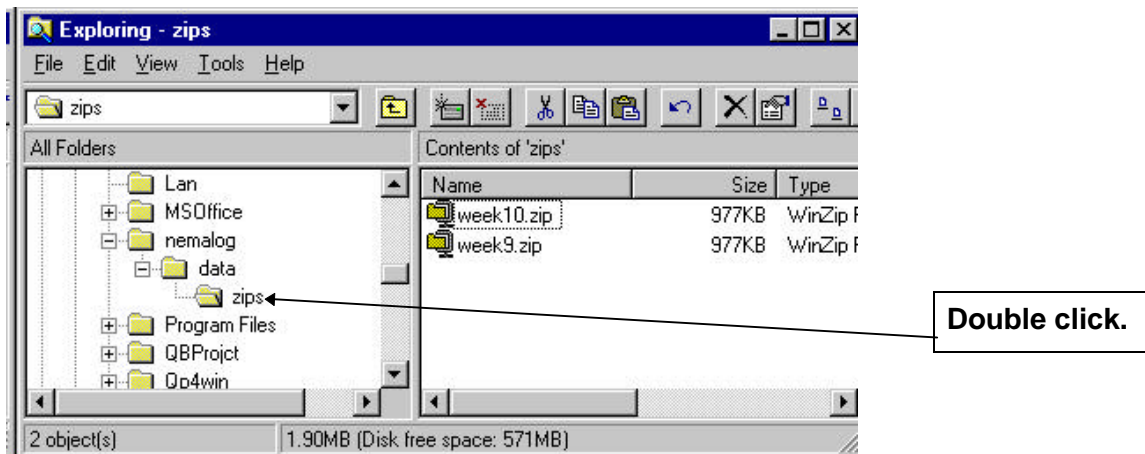 Exploring - zips
File Edit View Tools Help
zips
All Folders
Contents of 'zips'
Lan
MSOffice
nemalog
data
zips
Program Files
QBProjct
Qp4win
Name Size Type
week10.zip 977KB WinZip F
week9.zip 977KB WinZip F
Double click.
2 object(s)
1.90MB (Disk free space: 571MB)